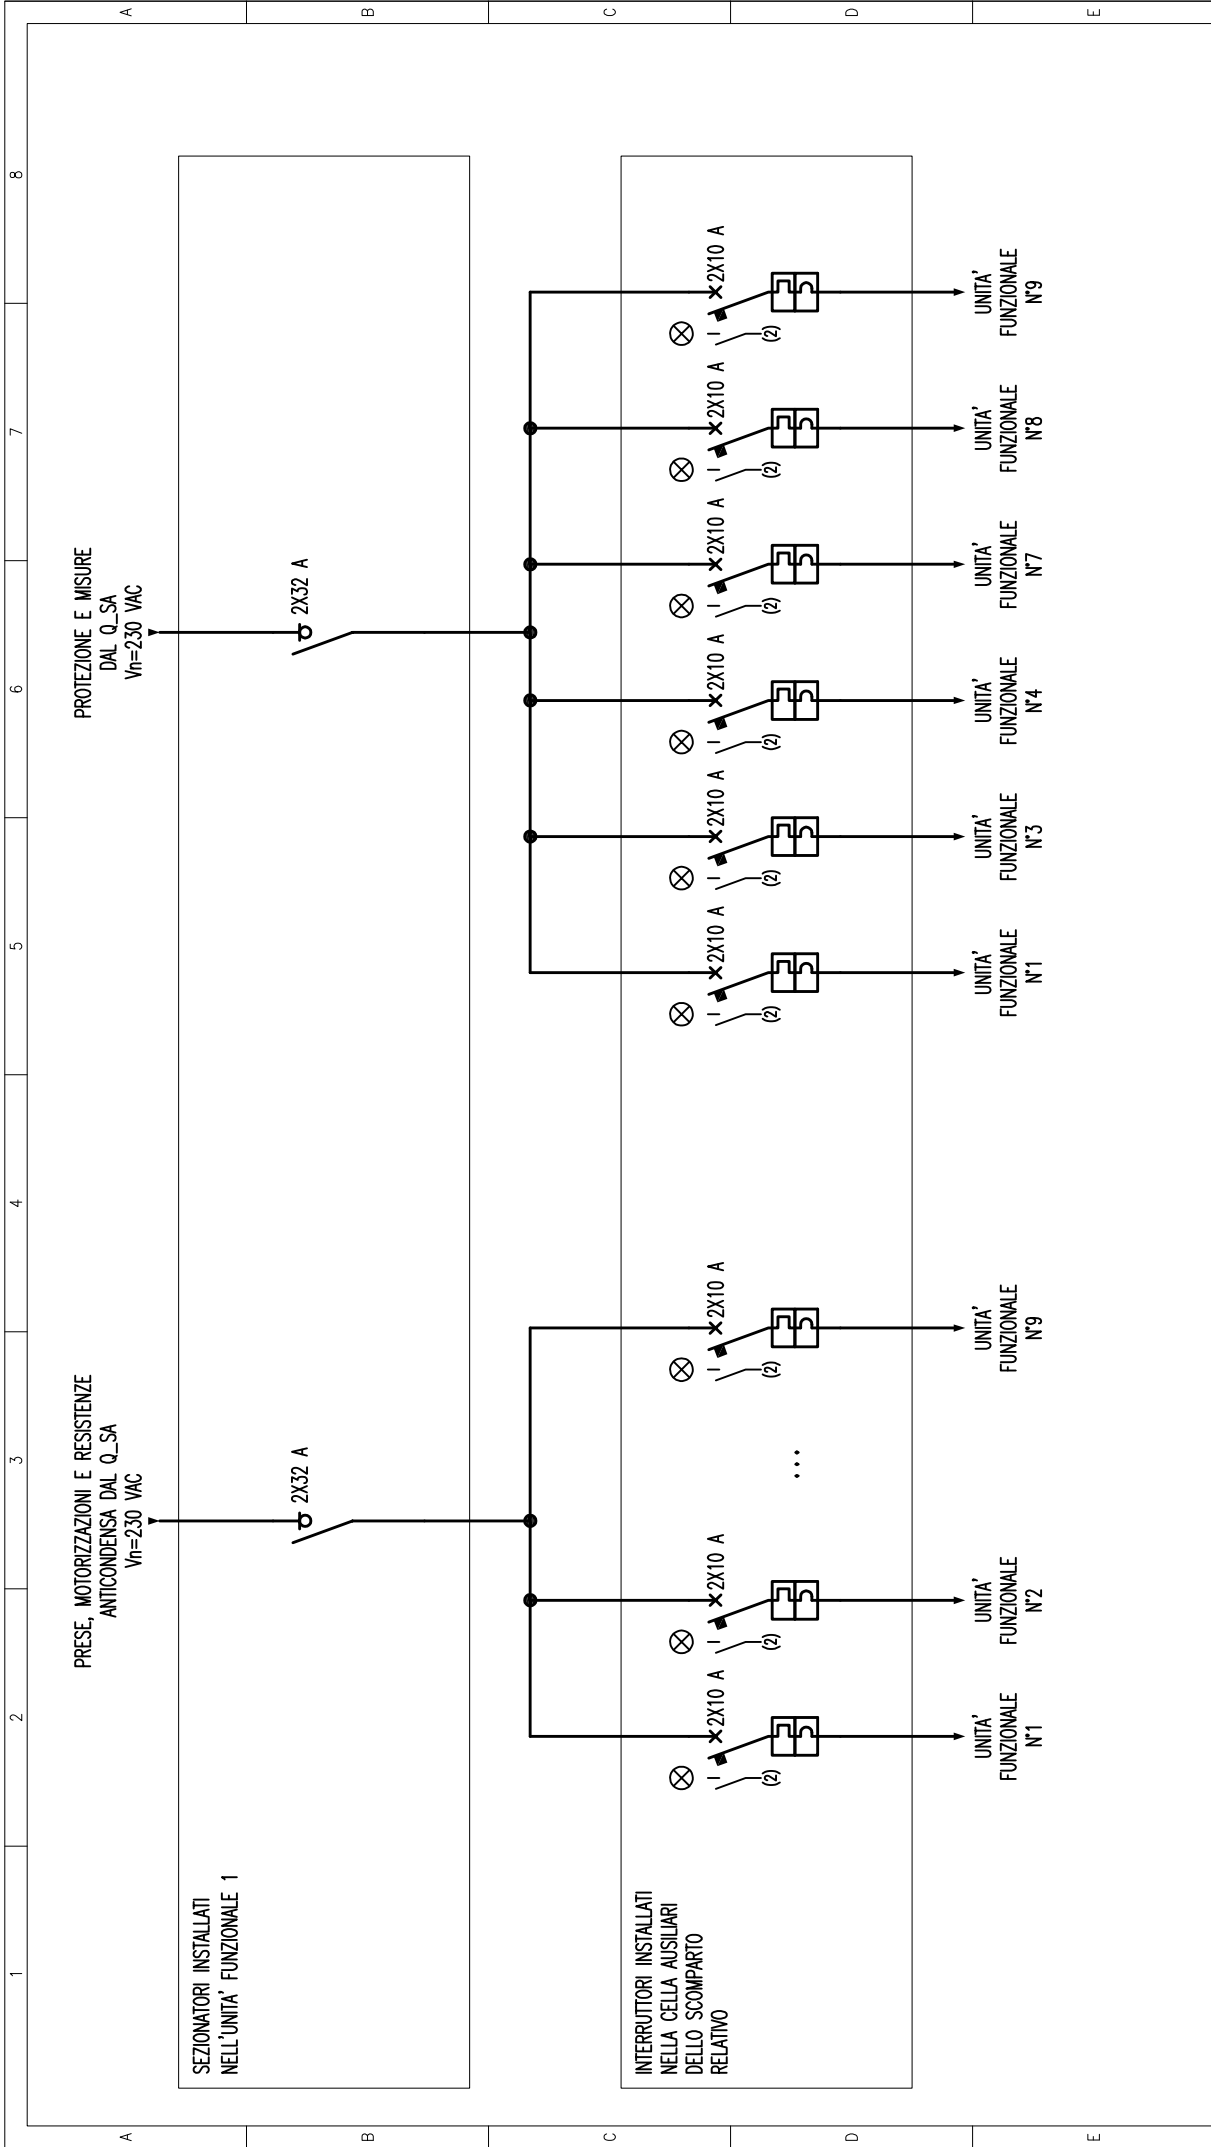 1
2
3
4
5
6
7
8
A
B
C
D
E
A
B
C
D
E
PRESE, MOTORIZZAZIONI E RESISTENZE
ANTICONDENSA DAL Q_SA
Vn=230 VAC
PROTEZIONE E MISURE
DAL Q_SA
Vn=230 VAC
SEZIONATORI INSTALLATI
NELL'UNITA' FUNZIONALE 1
2X32 A
2X32 A
INTERRUTTORI INSTALLATI
NELLA CELLA AUSILIARI
DELLO SCOMPARTO
RELATIVO
2X10 A
(2)
2X10 A
(2)
...
2X10 A
(2)
2X10 A
(2)
2X10 A
(2)
2X10 A
(2)
2X10 A
(2)
2X10 A
(2)
2X10 A
(2)
UNITA'
FUNZIONALE
N°1
UNITA'
FUNZIONALE
N°2
UNITA'
FUNZIONALE
N°9
UNITA'
FUNZIONALE
N°1
UNITA'
FUNZIONALE
N°3
UNITA'
FUNZIONALE
N°4
UNITA'
FUNZIONALE
N°7
UNITA'
FUNZIONALE
N°8
UNITA'
FUNZIONALE
N°9